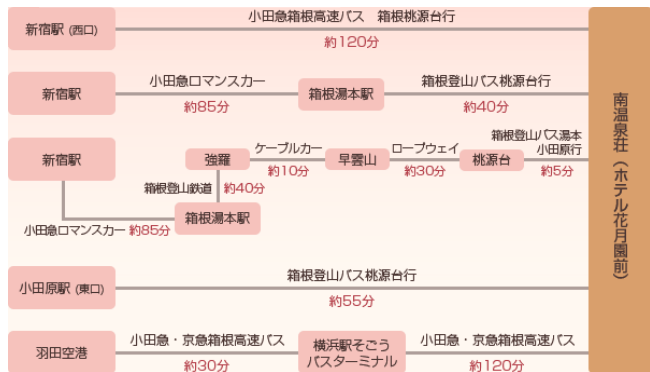 新宿駅 (西口)
小田急箱根高速バス 箱根桃源台行
約120分
新宿駅
小田急ロマンスカー
約85分
箱根湯本駅
箱根登山バス桃源台行
約40分
新宿駅
小田急ロマンスカー 約85分
箱根湯本駅
箱根登山鉄道 約40分
強羅
ケーブルカー
約10分
早雲山
ロープウェイ
約30分
桃源台
箱根登山バス湯本
小田原行
約5分
小田原駅 (東口)
箱根登山バス桃源台行
約55分
羽田空港
小田急・京急箱根高速バス
約30分
横浜駅そごう
バスターミナル
小田急・京急箱根高速バス
約120分
南温泉荘（ホテル花月園前）